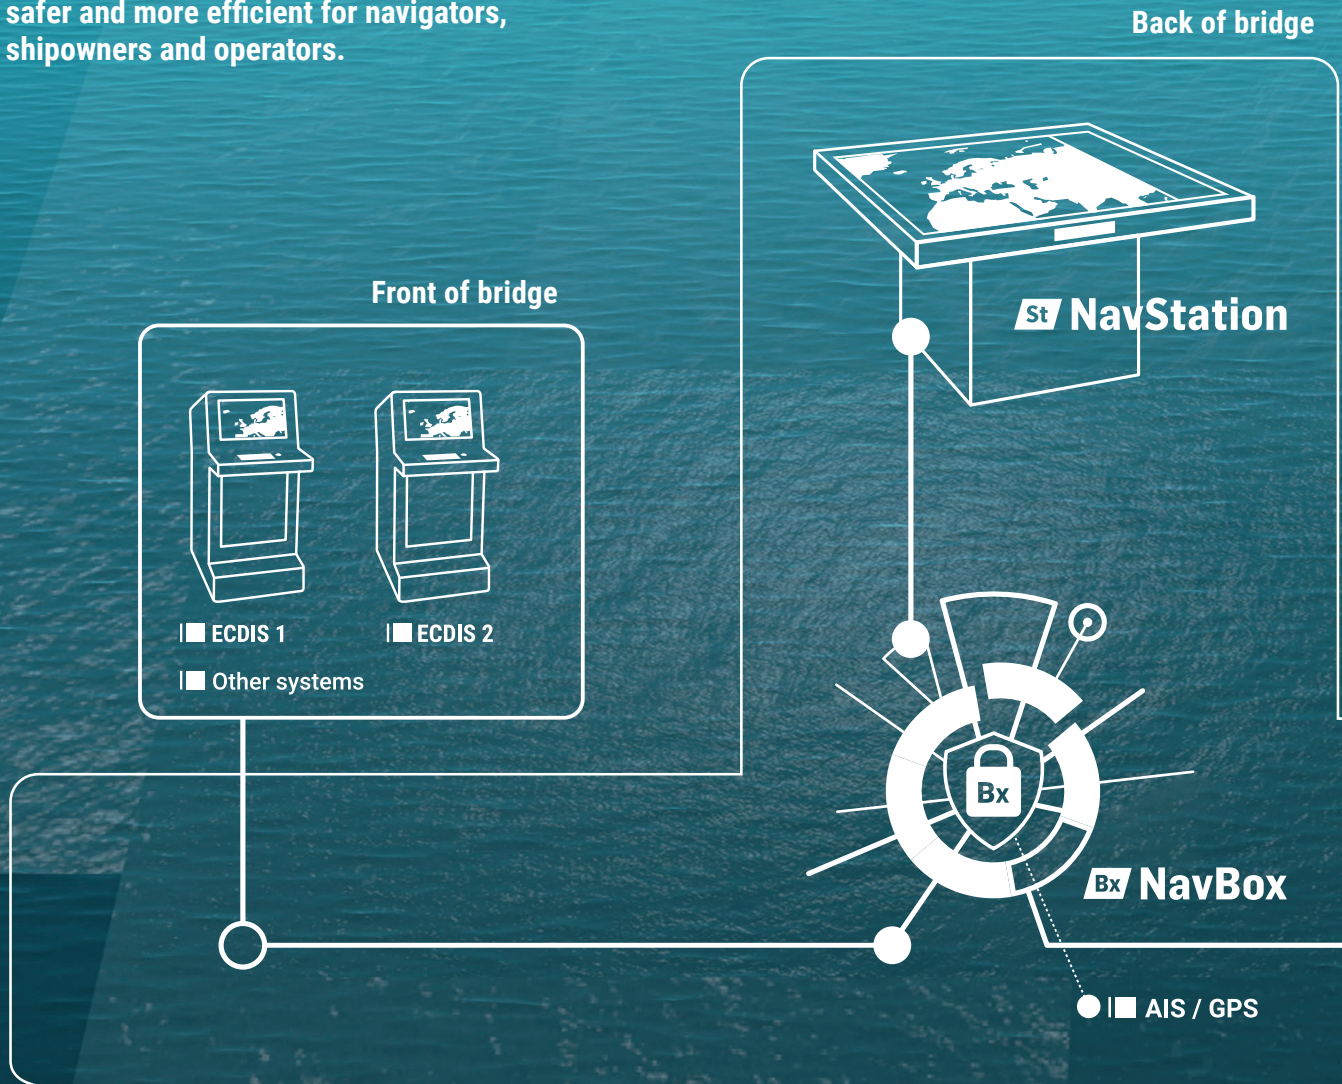 safer and more efficient for navigators,
shipowners and operators.
Back of bridge
St NavStation
Front of bridge
ECDIS 1
ECDIS 2
Other systems
Bx
Bx NavBox
AIS / GPS